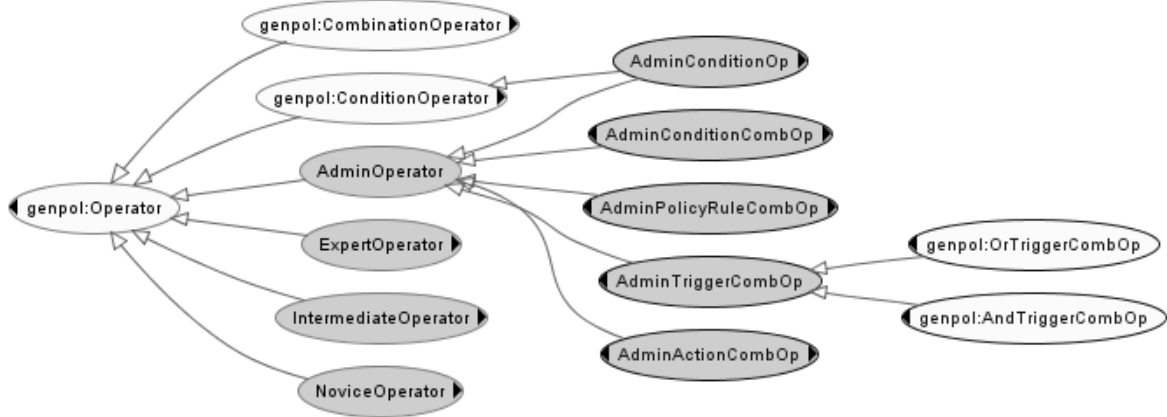 genpol:CombinationOperator
AdminConditionOp
genpol:ConditionOperator
AdminConditionCombOp
AdminOperator
genpol:Operator
AdminPolicyRuleCombOp
ExpertOperator
genpol:OrTriggerCombOp
AdminTriggerCombOp
IntermediateOperator
genpol:AndTriggerCombOp
AdminActionCombOp
NoviceOperator